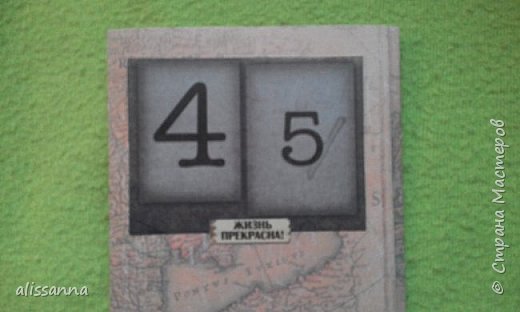 4 5
ЖИЗНЬ
ПРЕКРАСНА!
alissanna
© Страна Мастеров